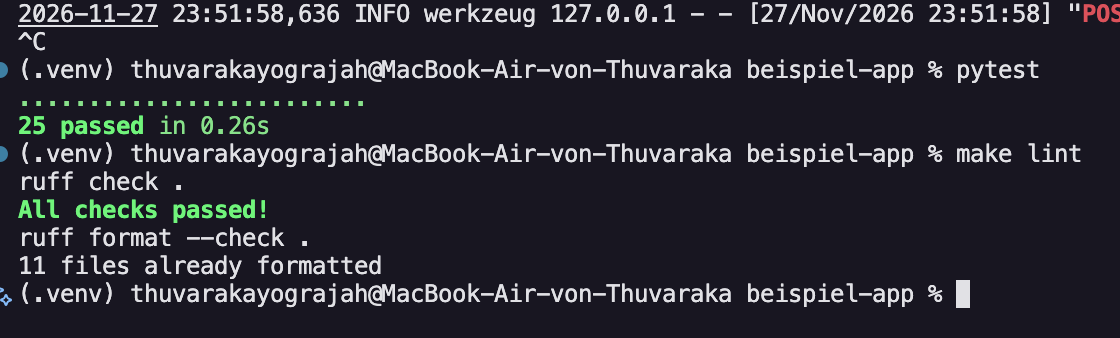 2026-11-27 23:51:58,636 INFO werkzeug 127.0.0.1 - - [27/Nov/2026 23:51:58] "POS
^C
(.venv) thuvarakayograjah@MacBook-Air-von-Thuvaraka beispiel-app % pytest
.........................
25 passed in 0.26s
(.venv) thuvarakayograjah@MacBook-Air-von-Thuvaraka beispiel-app % make lint
ruff check .
All checks passed!
ruff format --check .
11 files already formatted
(.venv) thuvarakayograjah@MacBook-Air-von-Thuvaraka beispiel-app %